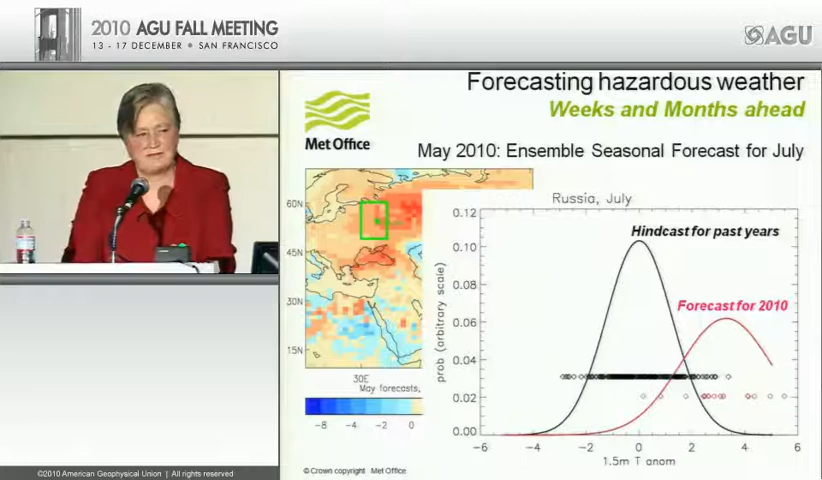 2010 AGU FALL MEETING
13 - 17 DECEMBER • SAN FRANCISCO
AGU
Forecasting hazardous weather
Weeks and Months ahead
Met Office
May 2010: Ensemble Seasonal Forecast for July
60N
45N
30N
15N
30E
May forecasts,
-8 -4 -2 0
Russia, July
Hindcast for past years
Forecast for 2010
prob (arbitrary scale)
0.12
0.10
0.08
0.06
0.04
0.02
0.00
-6 -4 -2 0 2 4 6
1.5m T anom
© Crown copyright Met Office
©2010 American Geophysical Union | All rights reserved